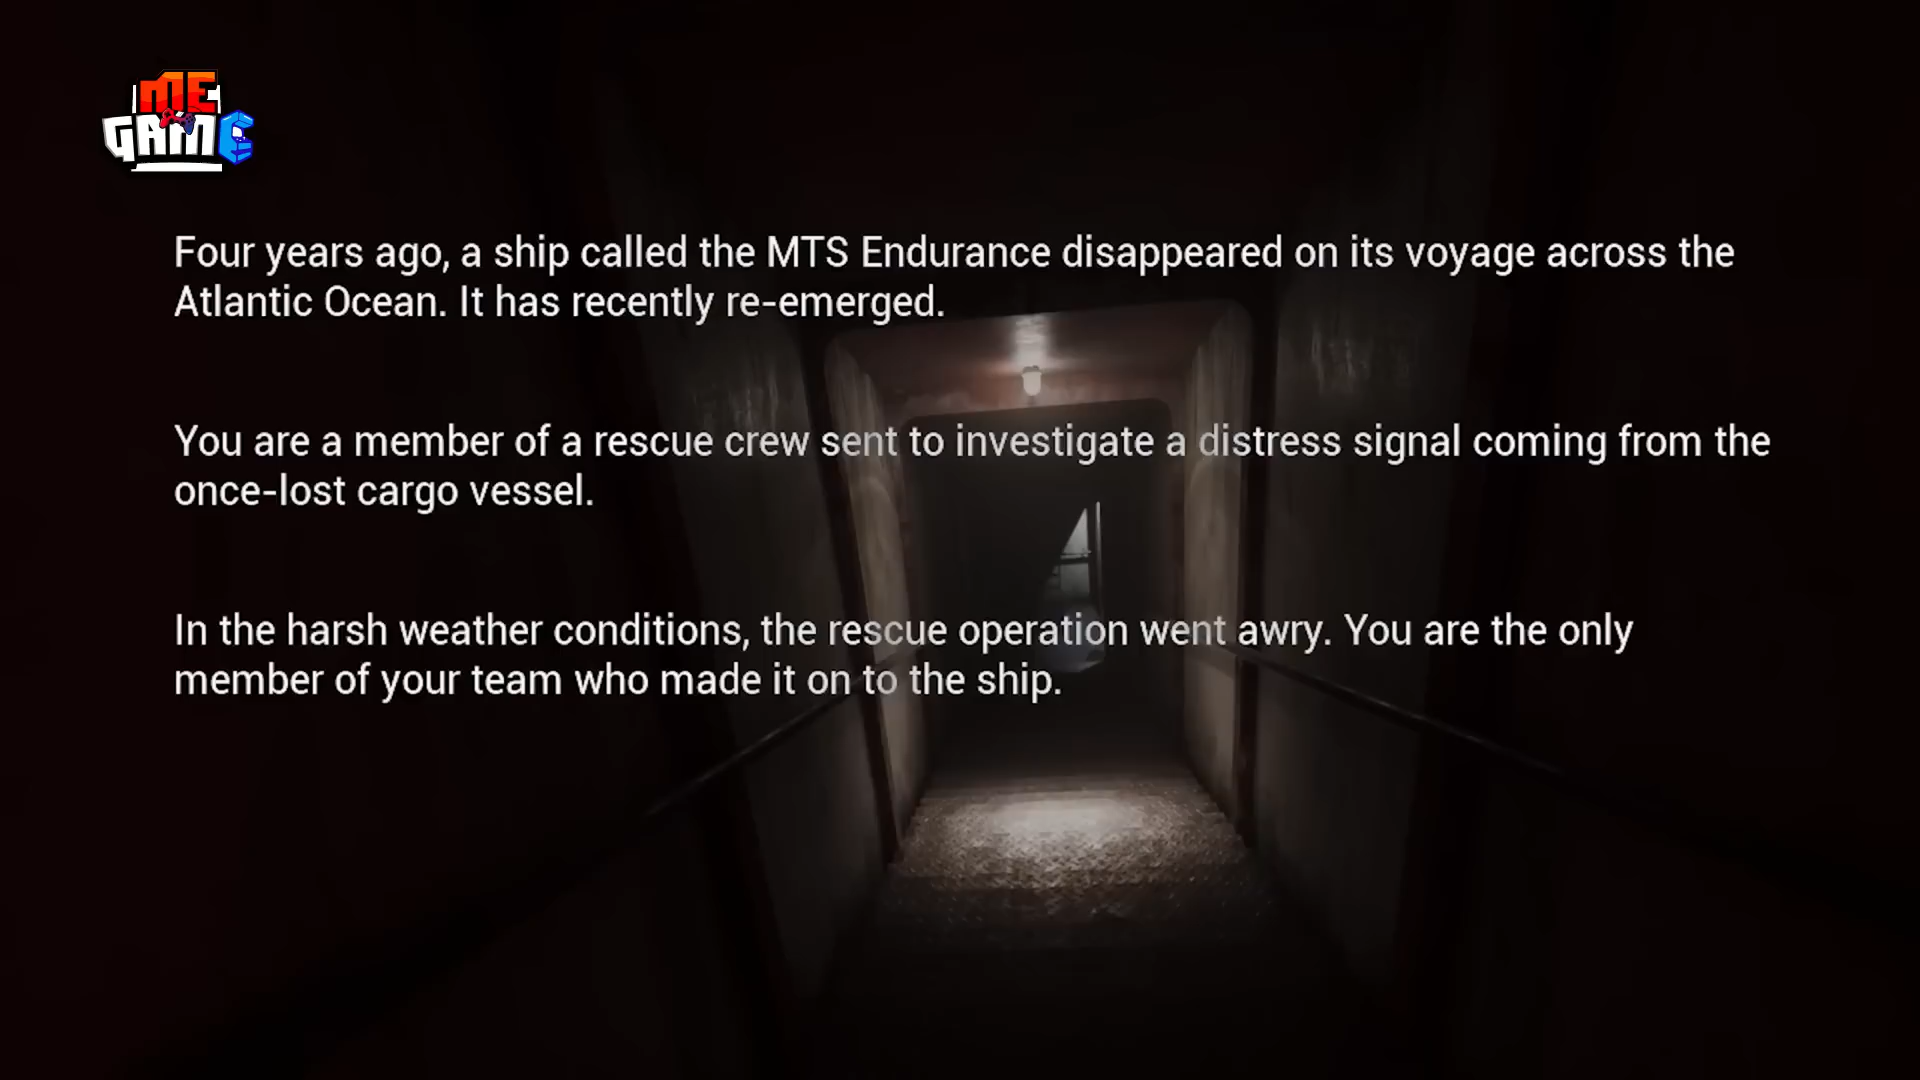 ME
GAME
Four years ago, a ship called the MTS Endurance disappeared on its voyage across the
Atlantic Ocean. It has recently re-emerged.
You are a member of a rescue crew sent to investigate a distress signal coming from the
once-lost cargo vessel.
In the harsh weather conditions, the rescue operation went awry. You are the only
member of your team who made it on to the ship.